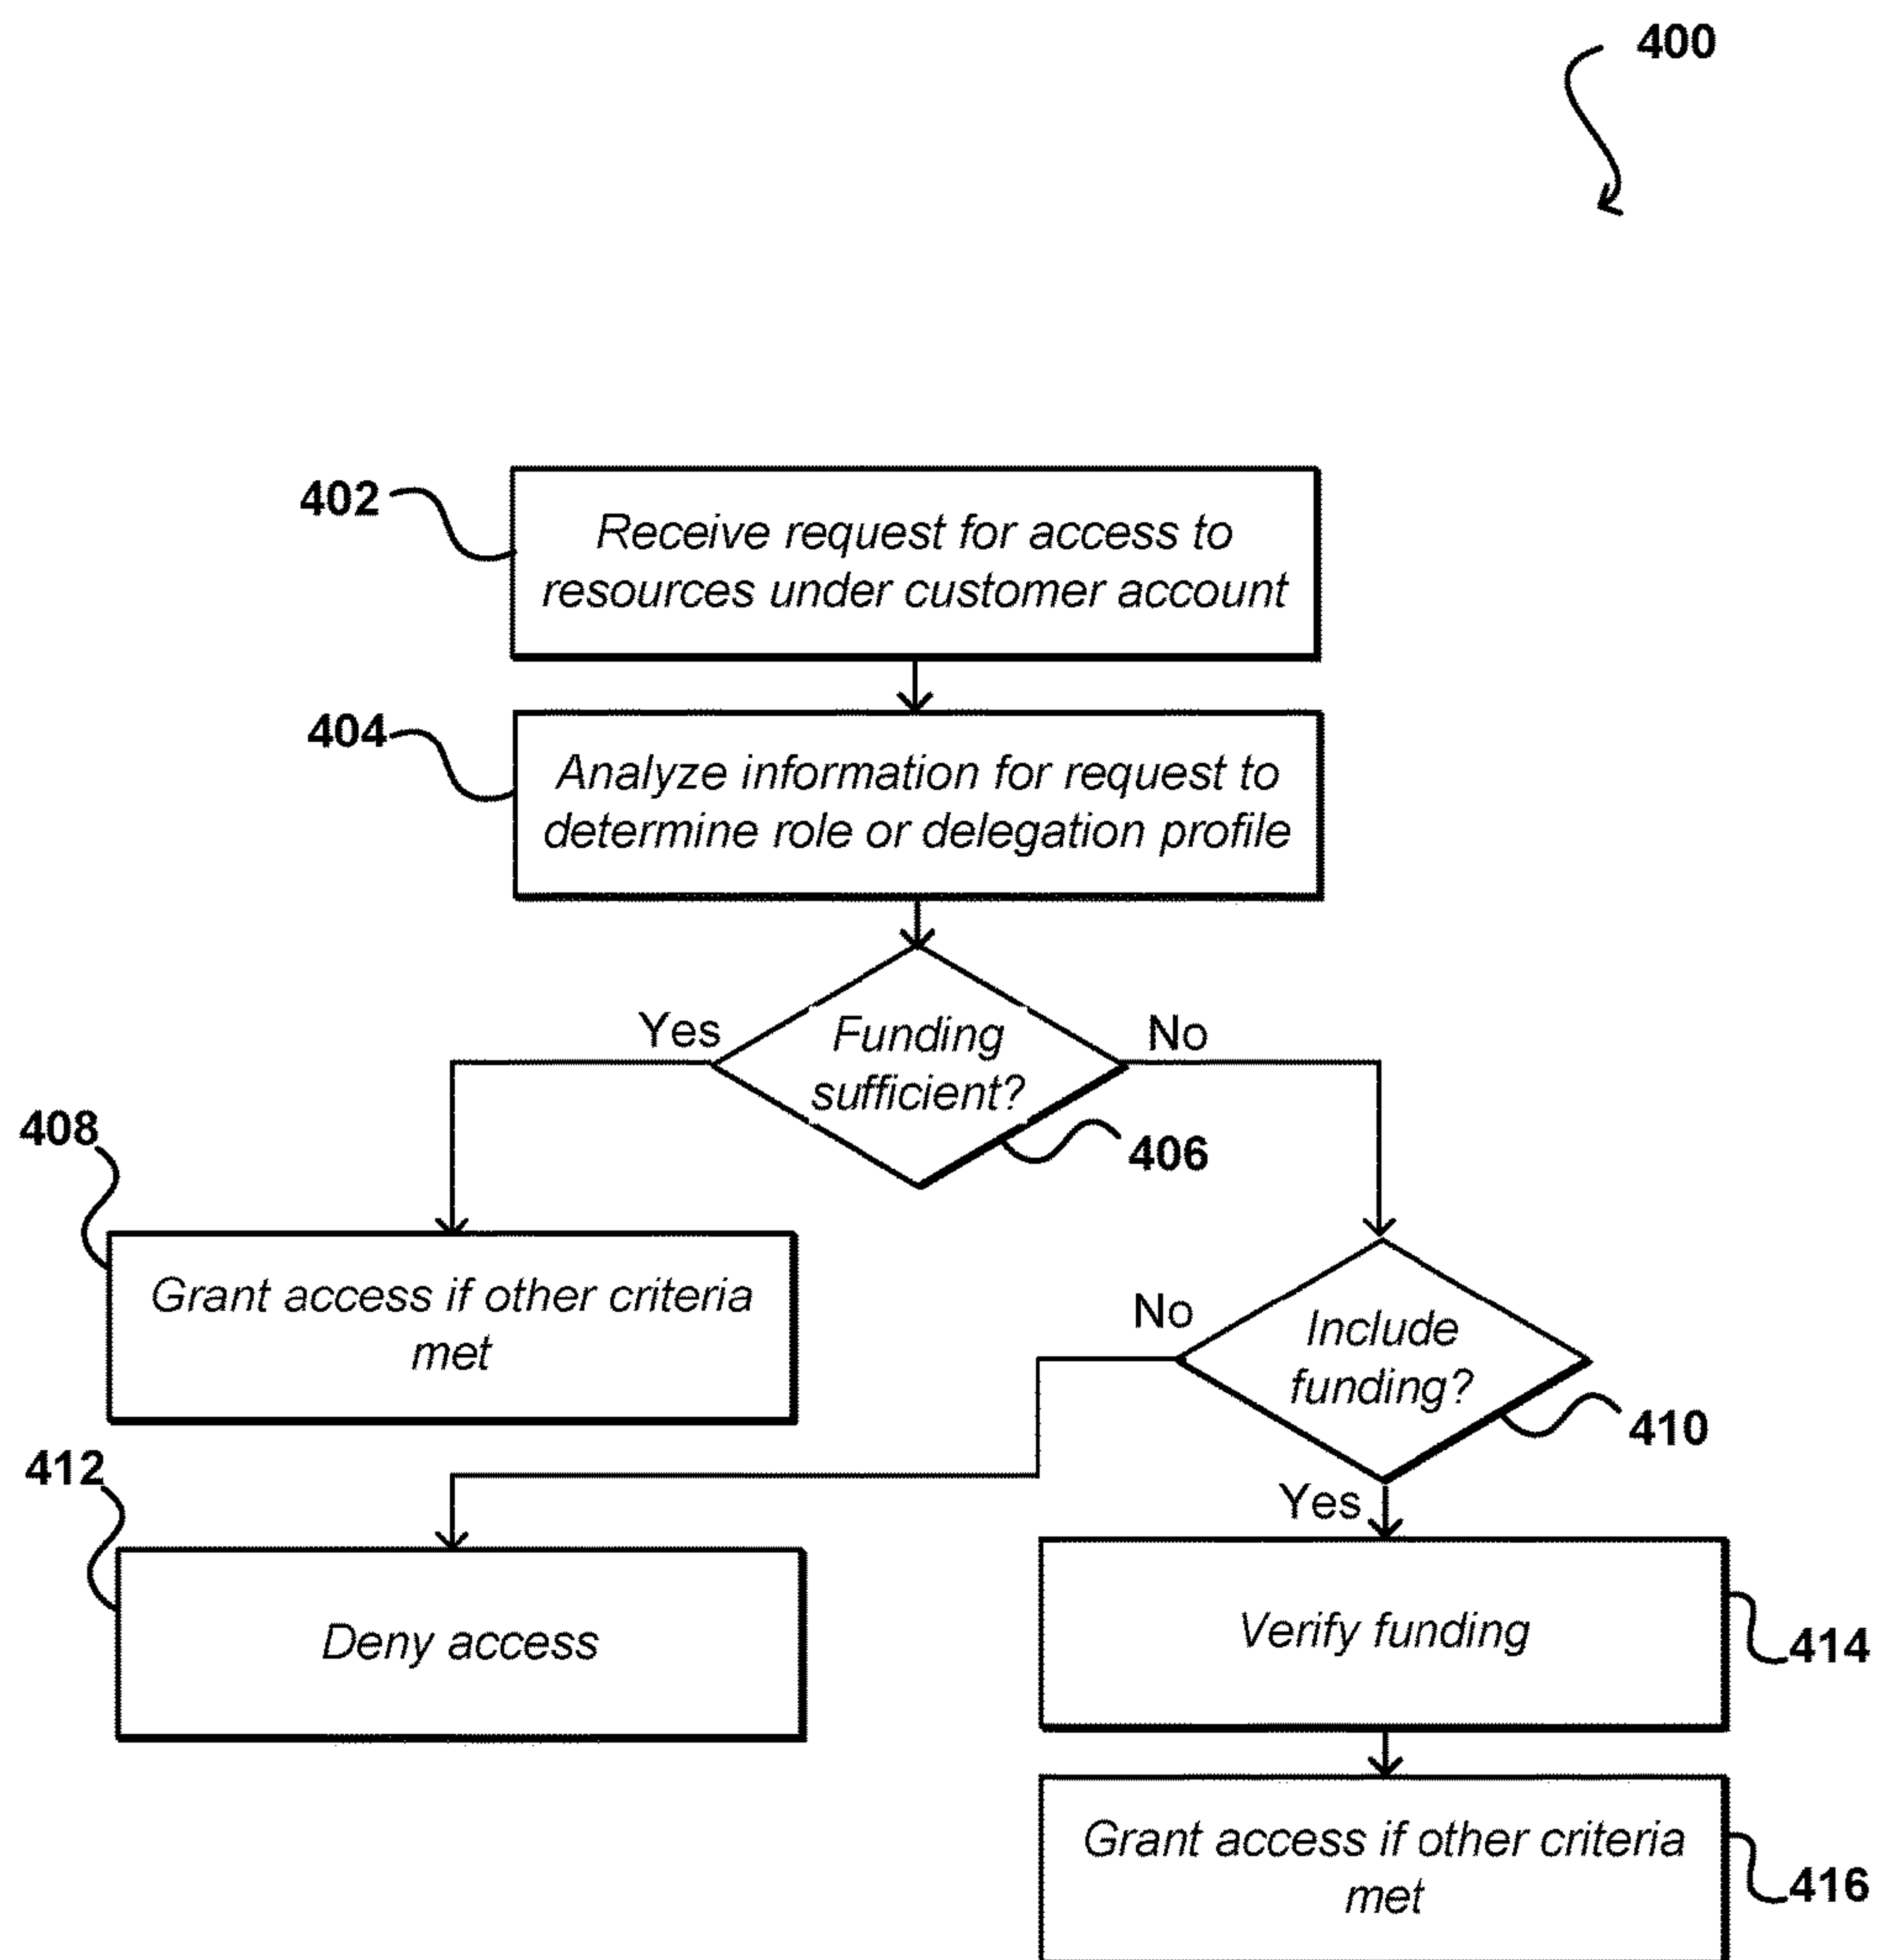 400
402
Receive request for access to
resources under customer account
404
Analyze information for request to
determine role or delegation profile
Yes
Funding
sufficient?
No
406
408
Grant access if other criteria
met
No
Include
funding?
410
412
Yes
Deny access
Verify funding
414
Grant access if other criteria
met
416